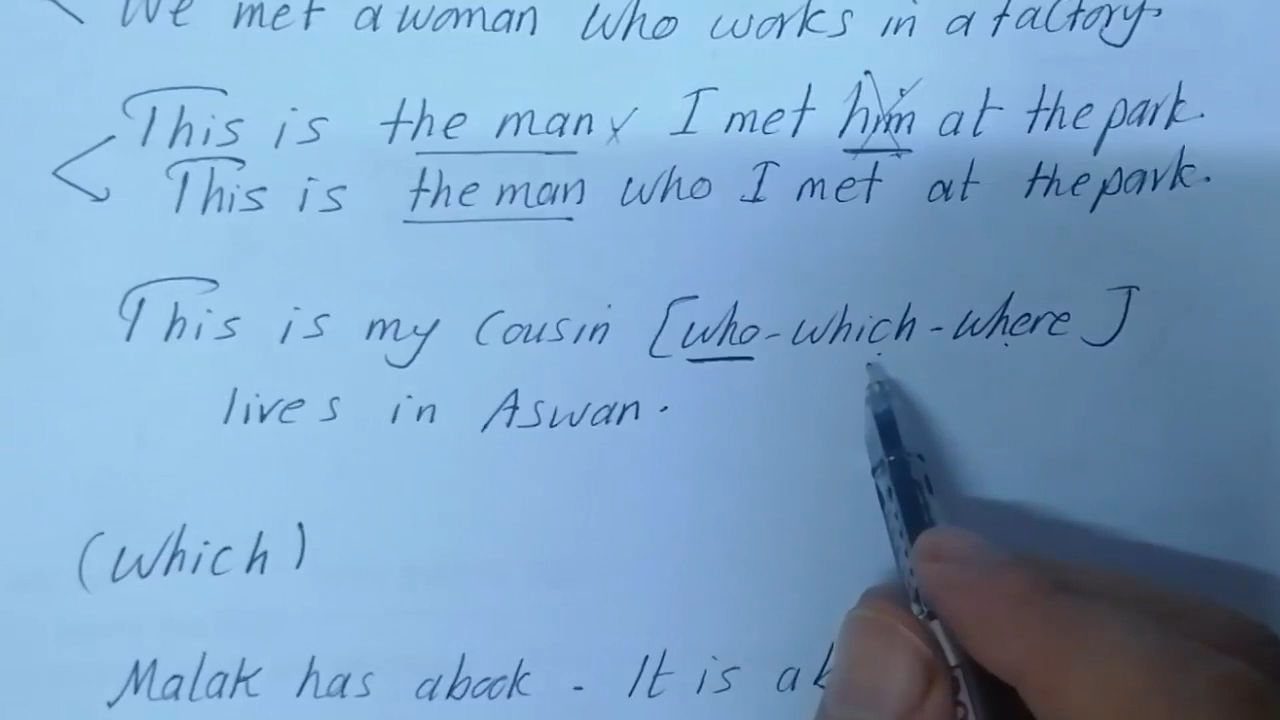 We met a woman who works in a factory.
This is the man x I met him at the park.
This is the man who I met at the park.
This is my cousin [who-which-where]
lives in Aswan.
(Which)
Malak has a book. It is